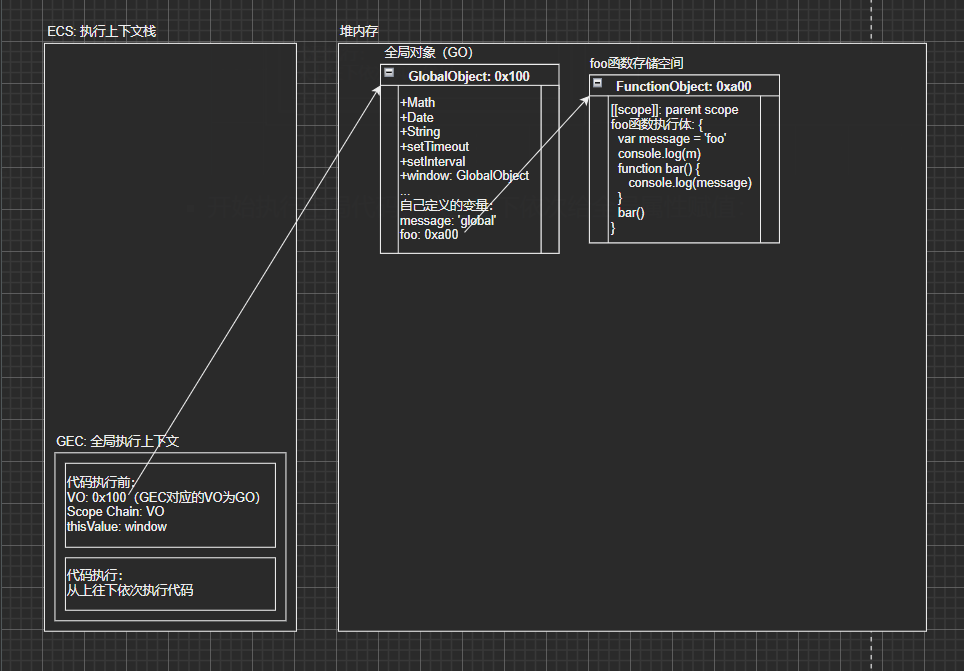 ECS: 执行上下文栈
GEC: 全局执行上下文
代码执行前：
VO: 0x100（GEC对应的VO为GO）
Scope Chain: VO
thisValue: window
代码执行：
从上往下依次执行代码
堆内存
全局对象（GO）
GlobalObject: 0x100
+Math
+Date
+String
+setTimeout
+setInterval
+window: GlobalObject
...
自己定义的变量：
message: 'global'
foo: 0xa00
foo函数存储空间
FunctionObject: 0xa00
[[scope]]: parent scope
foo函数执行体: {
var message = 'foo'
console.log(m)
function bar() {
console.log(message)
}
bar()
}